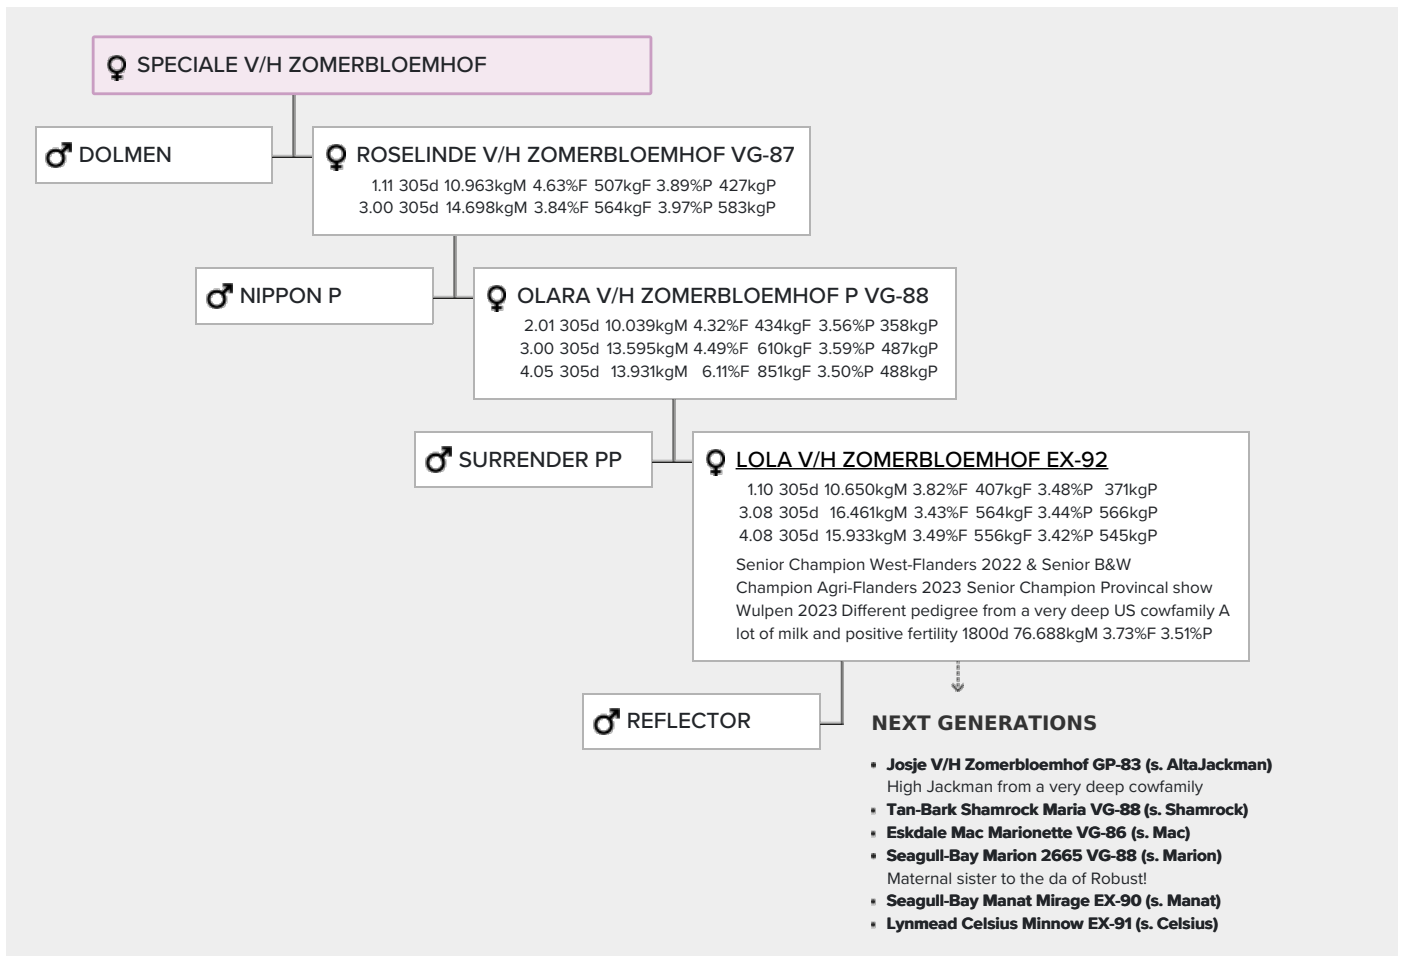 SPECIALE V/H ZOMERBLOEMHOF
DOLMEN
ROSELINDE V/H ZOMERBLOEMHOF VG-87
1.11 305d 10.963kgM 4.63%F 507kgF 3.89%P 427kgP
3.00 305d 14.698kgM 3.84%F 564kgF 3.97%P 583kgP
NIPPON P
OLARA V/H ZOMERBLOEMHOF P VG-88
2.01 305d 10.039kgM 4.32%F 434kgF 3.56%P 358kgP
3.00 305d 13.595kgM 4.49%F 610kgF 3.59%P 487kgP
4.05 305d 13.931kgM 6.11%F 851kgF 3.50%P 488kgP
SURRENDER PP
LOLA V/H ZOMERBLOEMHOF EX-92
1.10 305d 10.650kgM 3.82%F 407kgF 3.48%P 371kgP
3.08 305d 16.461kgM 3.43%F 564kgF 3.44%P 566kgP
4.08 305d 15.933kgM 3.49%F 556kgF 3.42%P 545kgP
Senior Champion West-Flanders 2022 & Senior B&W
Champion Agri-Flanders 2023 Senior Champion Provincal show
Wulpen 2023 Different pedigree from a very deep US cowfamily A
lot of milk and positive fertility 1800d 76.688kgM 3.73%F 3.51%P
REFLECTOR
NEXT GENERATIONS
Josje V/H Zomerbloemhof GP-83 (s. AltaJackman)
High Jackman from a very deep cowfamily
Tan-Bark Shamrock Maria VG-88 (s. Shamrock)
Eskdale Mac Marionette VG-86 (s. Mac)
Seagull-Bay Marion 2665 VG-88 (s. Marion)
Maternal sister to the da of Robust!
Seagull-Bay Manat Mirage EX-90 (s. Manat)
Lynmead Celsius Minnow EX-91 (s. Celsius)